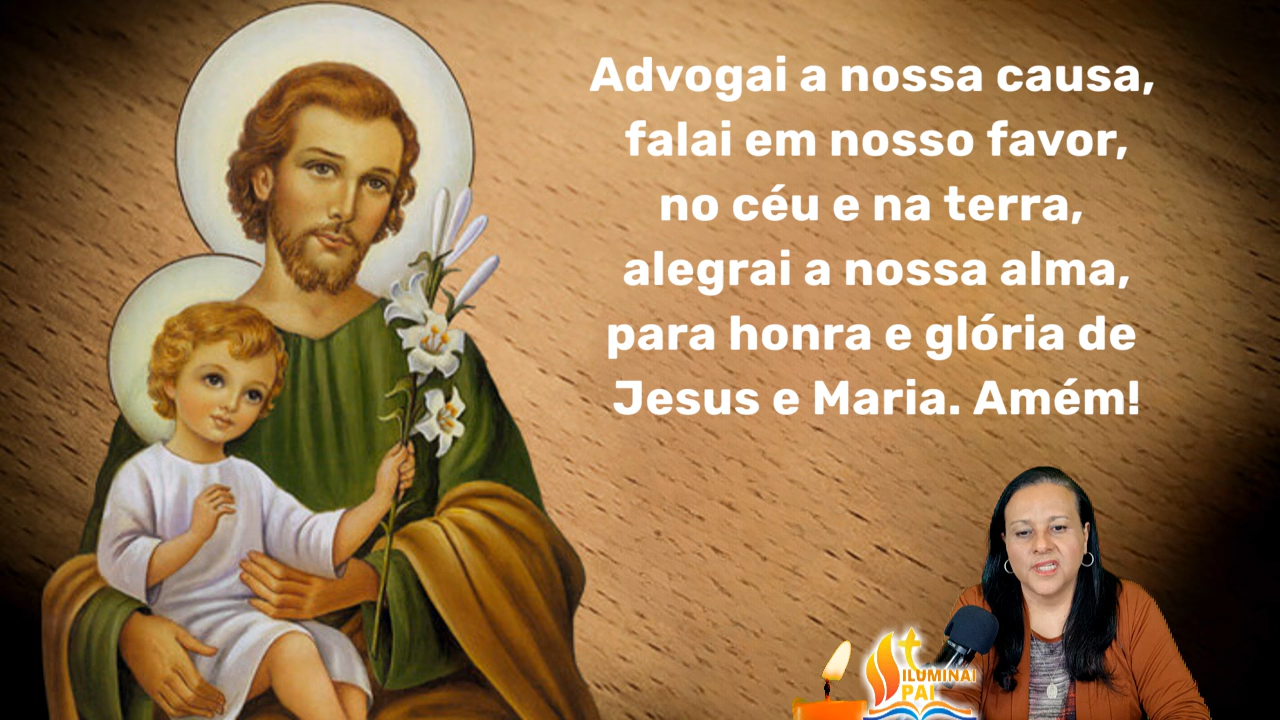 Advogai a nossa causa,
falai em nosso favor,
no céu e na terra,
alegrai a nossa alma,
para honra e glória de
Jesus e Maria. Amém!
ILUMINAI
PAI